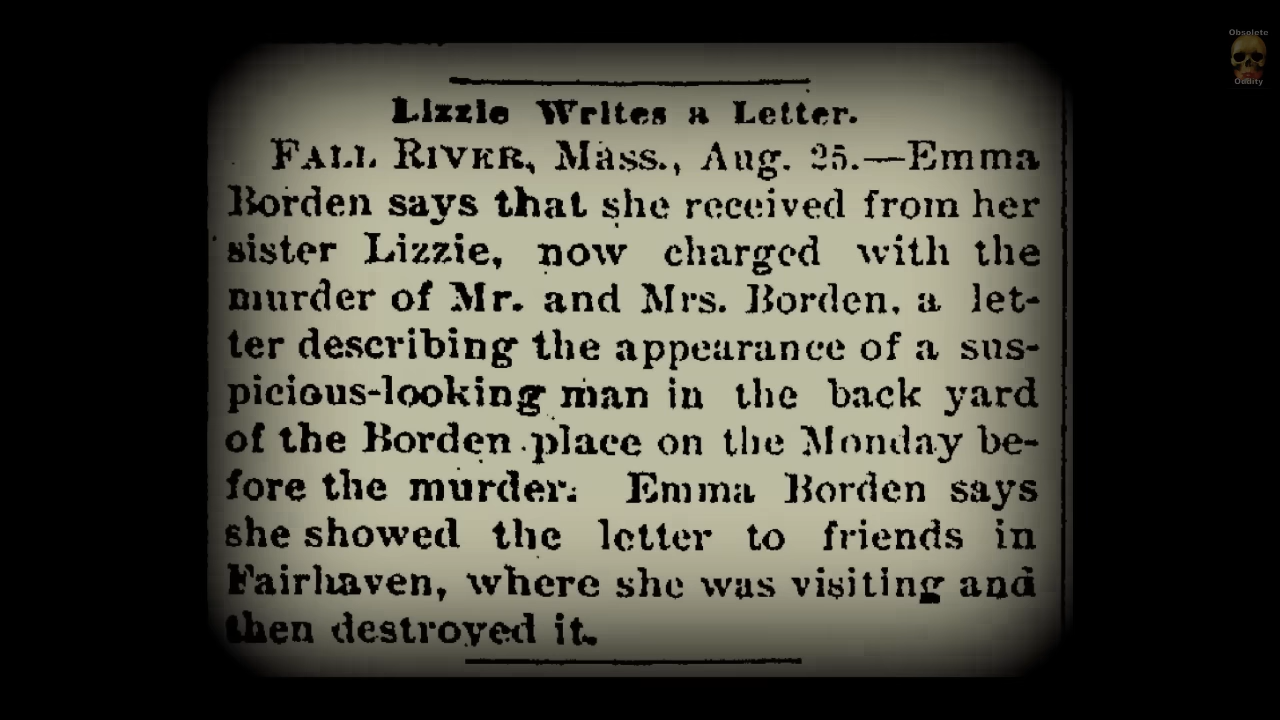 Lizzie Writes a Letter.
FALL RIVER, Mass., Aug. 25.—Emma
Borden says that she received from her
sister Lizzie, now charged with the
murder of Mr. and Mrs. Borden, a let-
ter describing the appearance of a sus-
picious-looking man in the back yard
of the Borden place on the Monday be-
fore the murder. Emma Borden says
she showed the letter to friends in
Fairhaven, where she was visiting and
then destroyed it.
Obsolete
Oddity